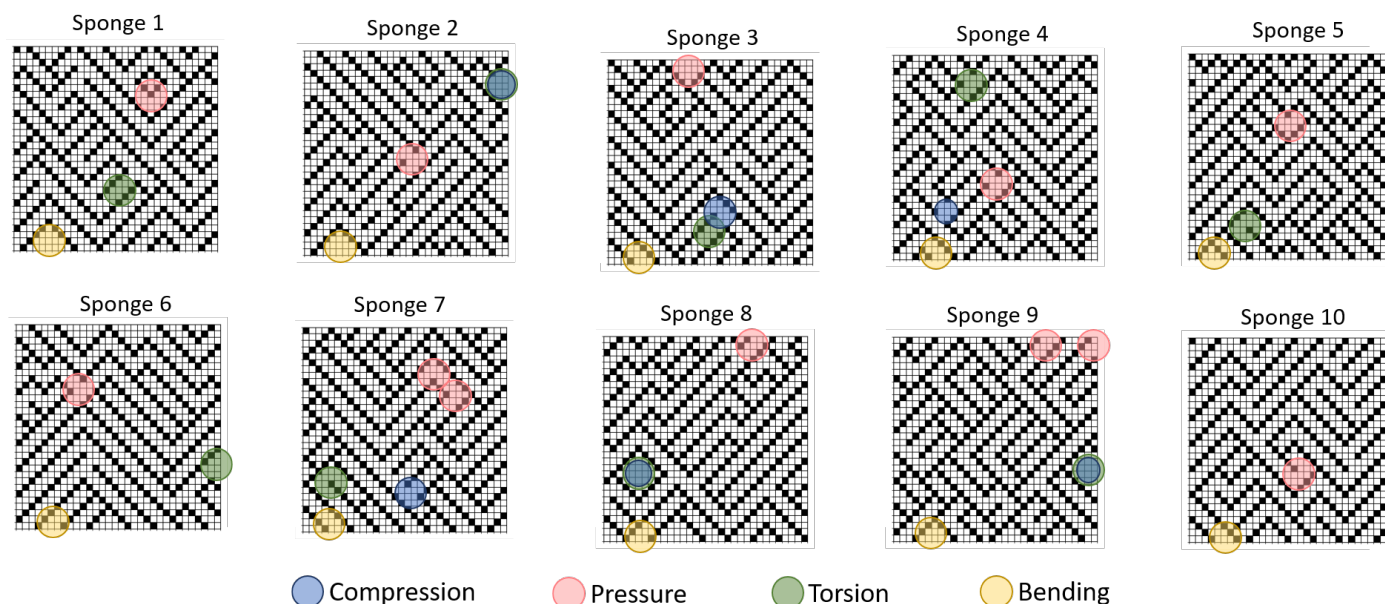 Sponge 1
Sponge 2
Sponge 3
Sponge 4
Sponge 5
Sponge 6
Sponge 7
Sponge 8
Sponge 9
Sponge 10
Compression
Pressure
Torsion
Bending